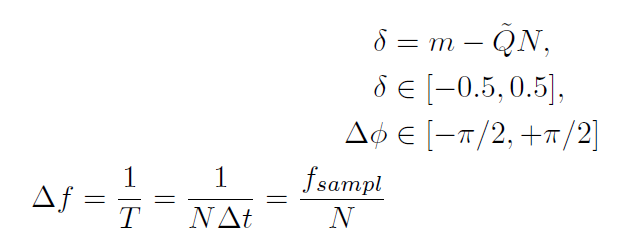 δ = m − Q̃N,
δ ∈ [−0.5, 0.5],
Δϕ ∈ [−π/2, +π/2]
Δf = 1/T = 1/(NΔt) = f_sampl/N